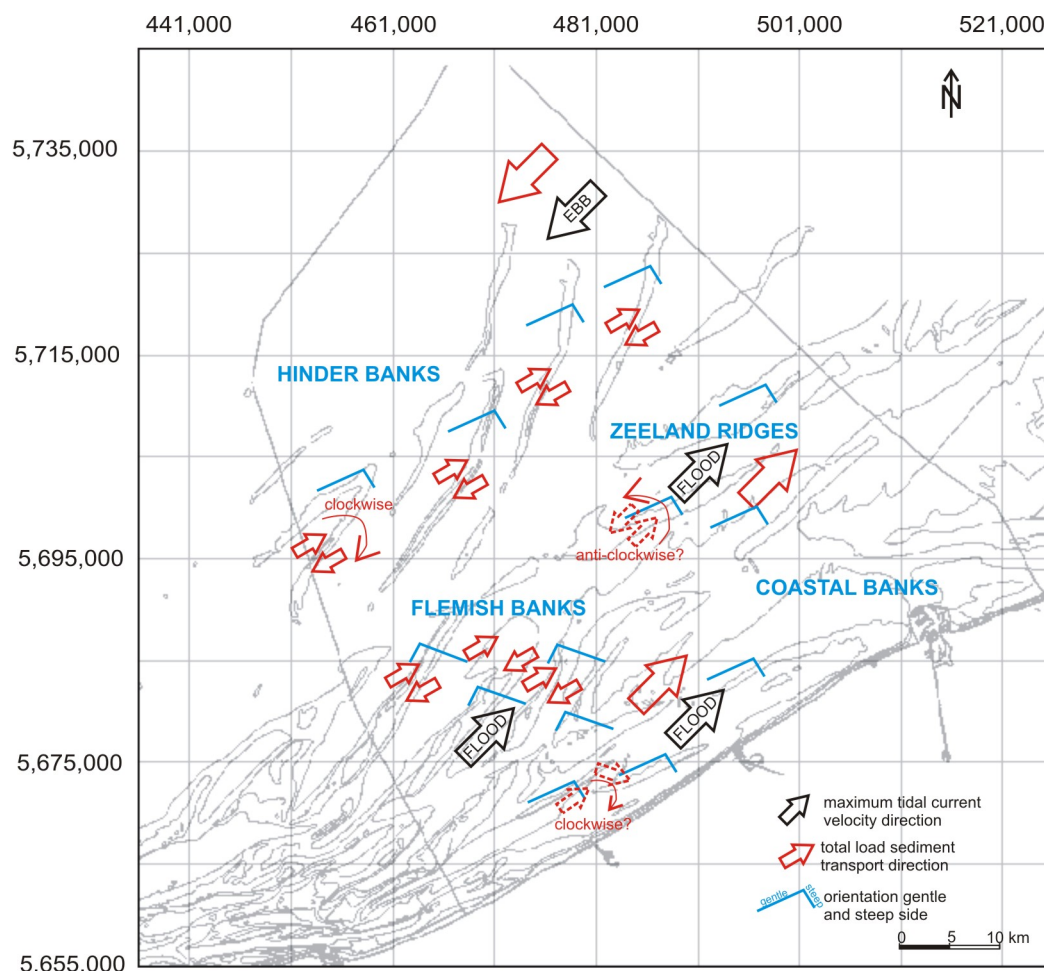 441,000 461,000 481,000 501,000 521,000
N
5,735,000
EBB
5,715,000
HINDER BANKS
ZEELAND RIDGES
FLOOD
clockwise
anti-clockwise?
5,695,000
COASTAL BANKS
FLEMISH BANKS
FLOOD
FLOOD
5,675,000
clockwise?
maximum tidal current
velocity direction
total load sediment
transport direction
gentle steep
orientation gentle
and steep side
0 5 10 km
5,655,000